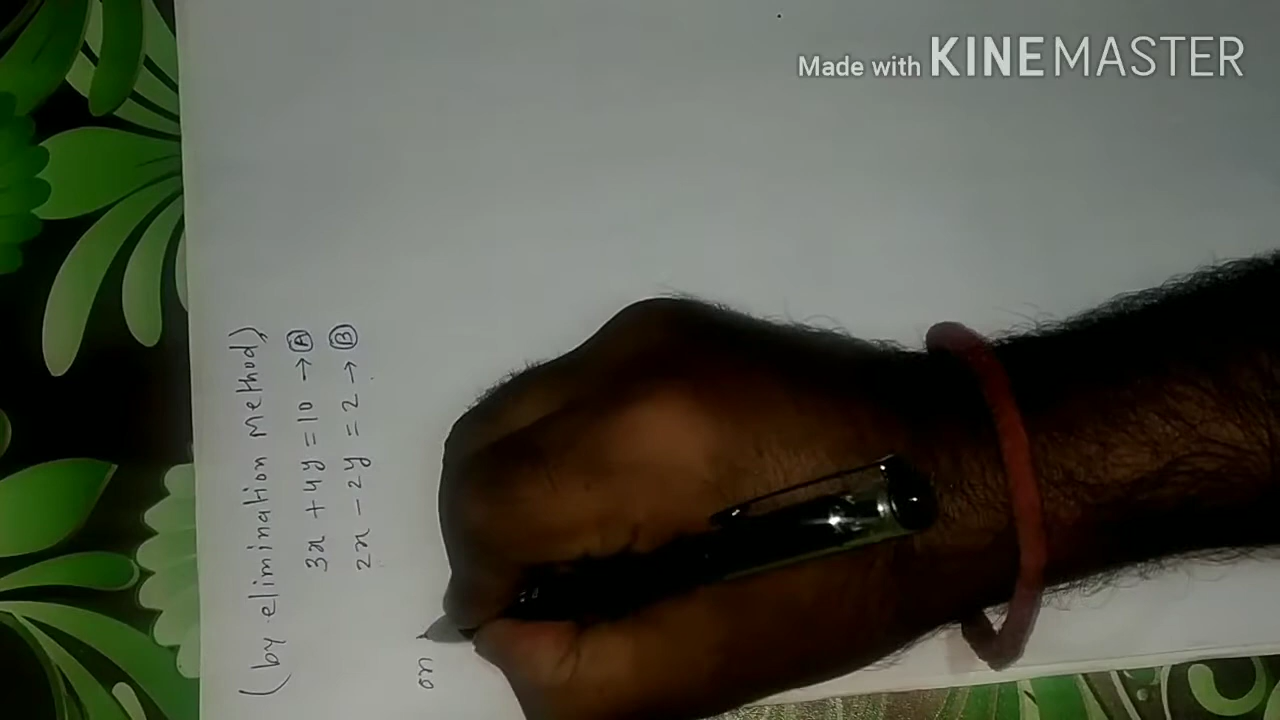 Made with KINEMASTER
(by elimination method)
3x + 4y = 10 → Ⓐ
2x - 2y = 2 → Ⓑ
on